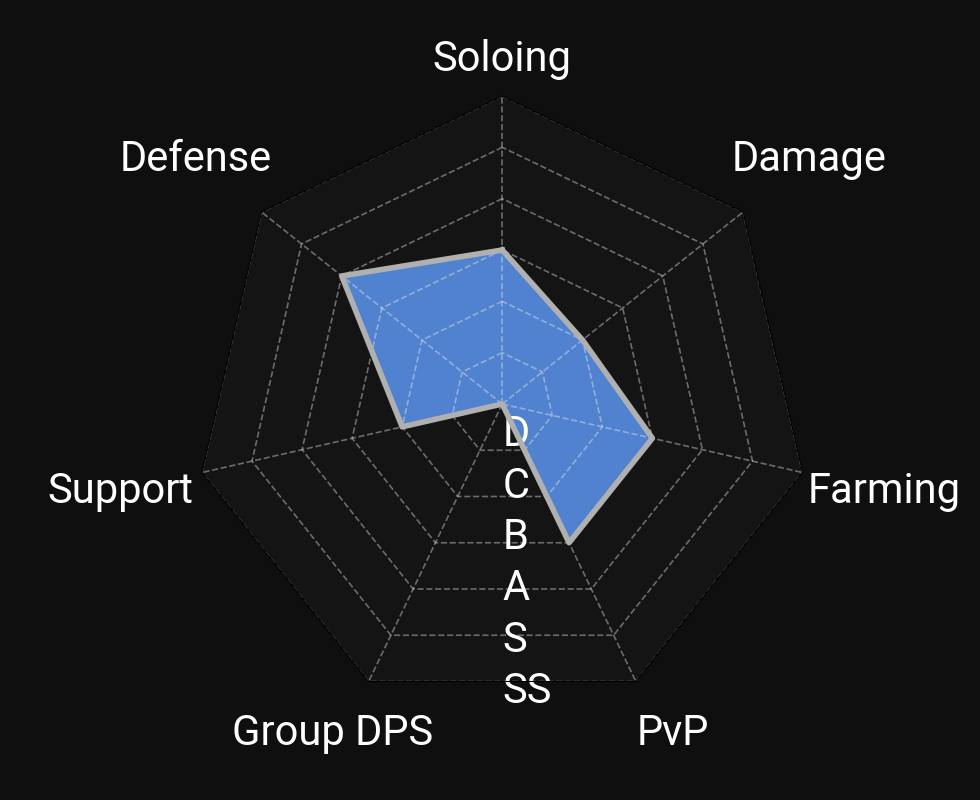 Soloing
Defense
Damage
D
C
Support
Farming
B
A
S
SS
Group DPS
PvP